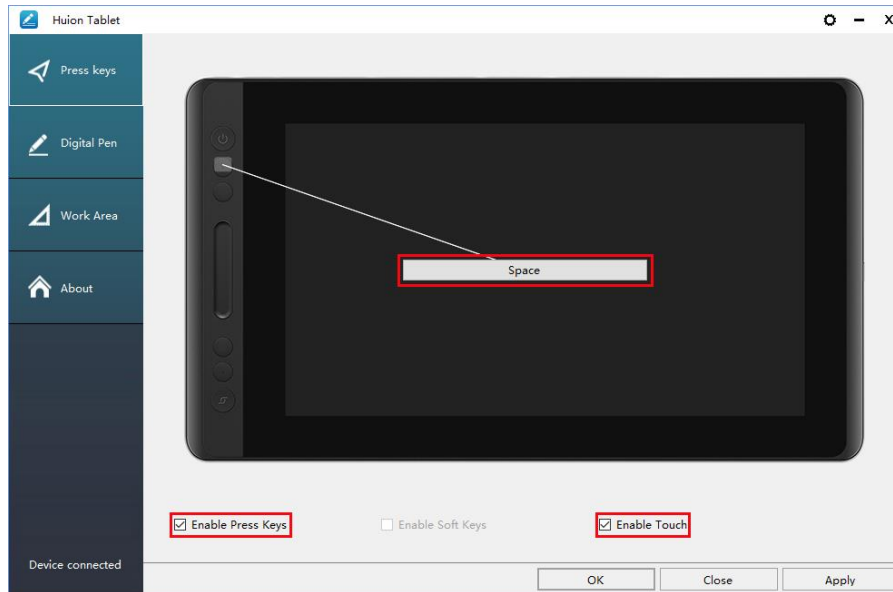 Huion Tablet
Press keys
Digital Pen
Work Area
About
Space
Enable Press Keys
Enable Soft Keys
Enable Touch
Device connected
OK
Close
Apply